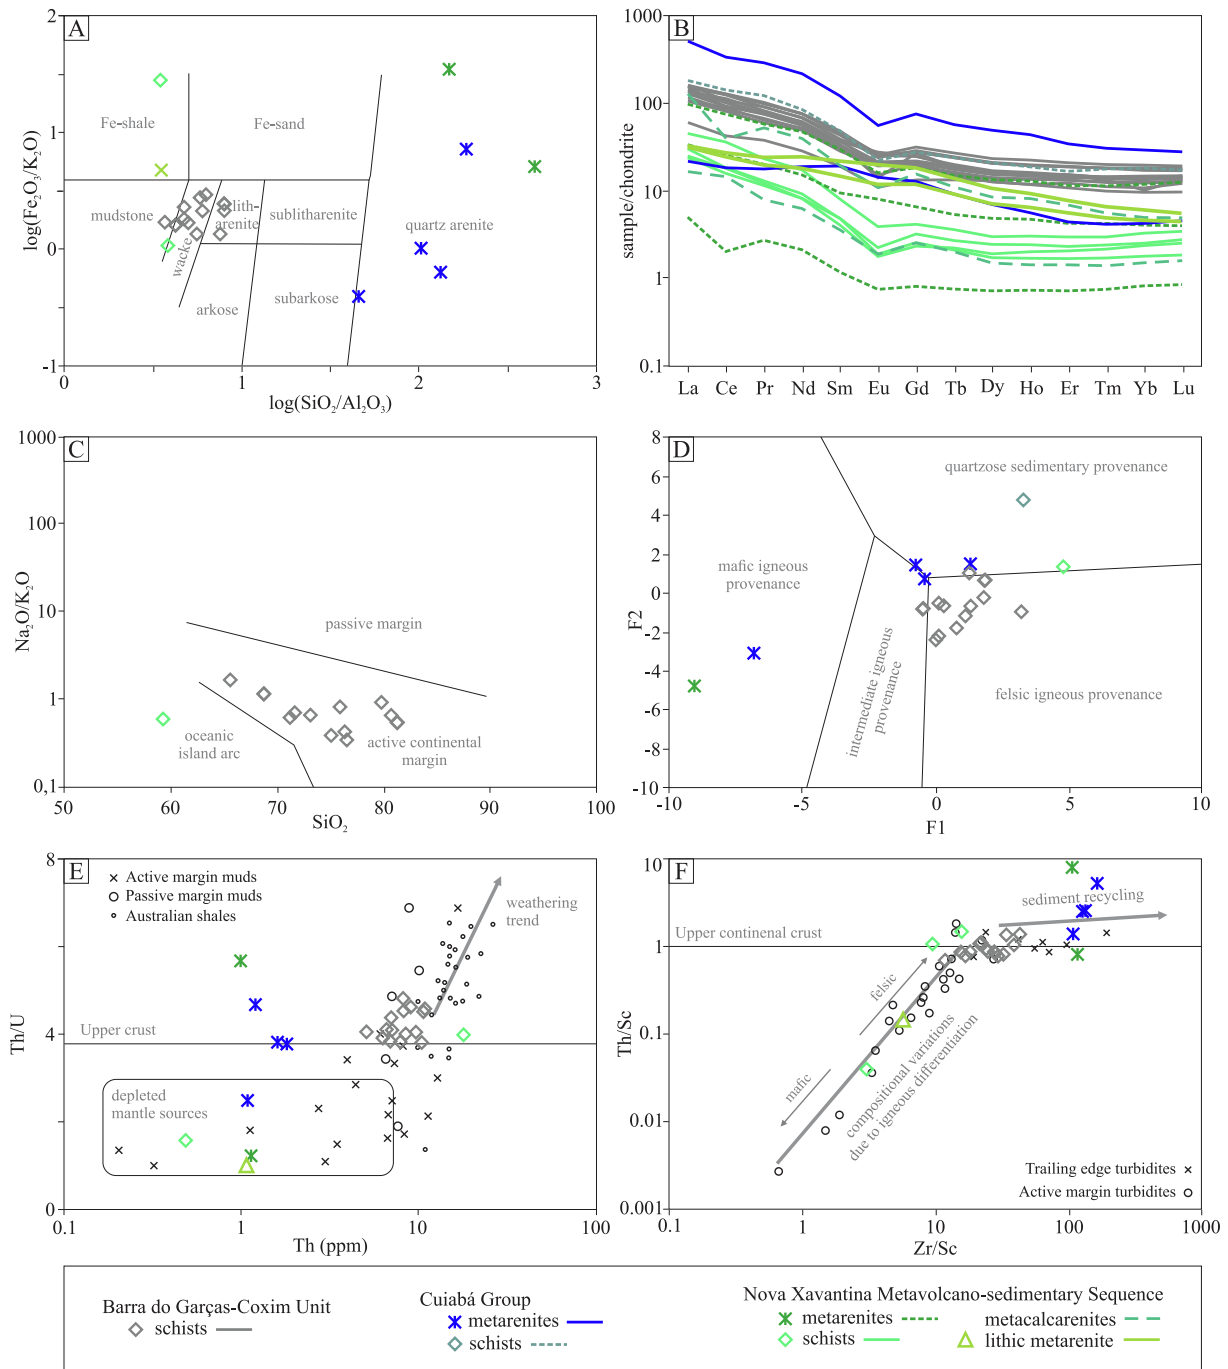 A
log(Fe₂O₃/K₂O)
2
1
0
-1
Fe-shale
Fe-sand
mudstone
wacke
lith-
arenite
sublitharenite
quartz arenite
arkose
subarkose
0
1
2
3
log(SiO₂/Al₂O₃)
B
sample/chondrite
1000
100
10
1
0.1
La Ce Pr Nd Sm Eu Gd Tb Dy Ho Er Tm Yb Lu
C
Na₂O/K₂O
1000
100
10
1
0,1
passive margin
oceanic
island arc
active continental
margin
50 60 70 80 90 100
SiO₂
D
F2
8
6
4
2
0
-2
-4
-6
-8
-10
quartzose sedimentary provenance
mafic igneous
provenance
intermediate igneous
provenance
felsic igneous provenance
-10 -5 0 5 10
F1
E
Th/U
8
4
0
Active margin muds
Passive margin muds
Australian shales
weathering
trend
Upper crust
depleted
mantle sources
0.1 1 10 100
Th (ppm)
F
Th/Sc
10
1
0.1
0.01
0.001
sediment recycling
Upper continenal crust
felsic
mafic
compositional variations
due to igneous differentiation
Trailing edge turbidites
Active margin turbidites
0.1 1 10 100 1000
Zr/Sc
Barra do Garças-Coxim Unit
schists
Cuiabá Group
metarenites
schists
Nova Xavantina Metavolcano-sedimentary Sequence
metarenites
metacalcarenites
schists
lithic metarenite